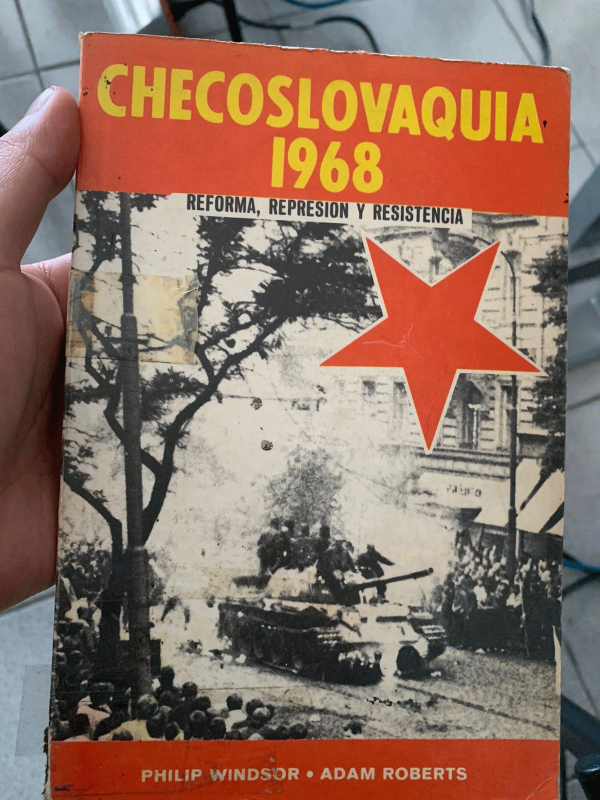 CHECOSLOVAQUIA
1968
REFORMA, REPRESION Y RESISTENCIA
PHILIP WINDSOR • ADAM ROBERTS